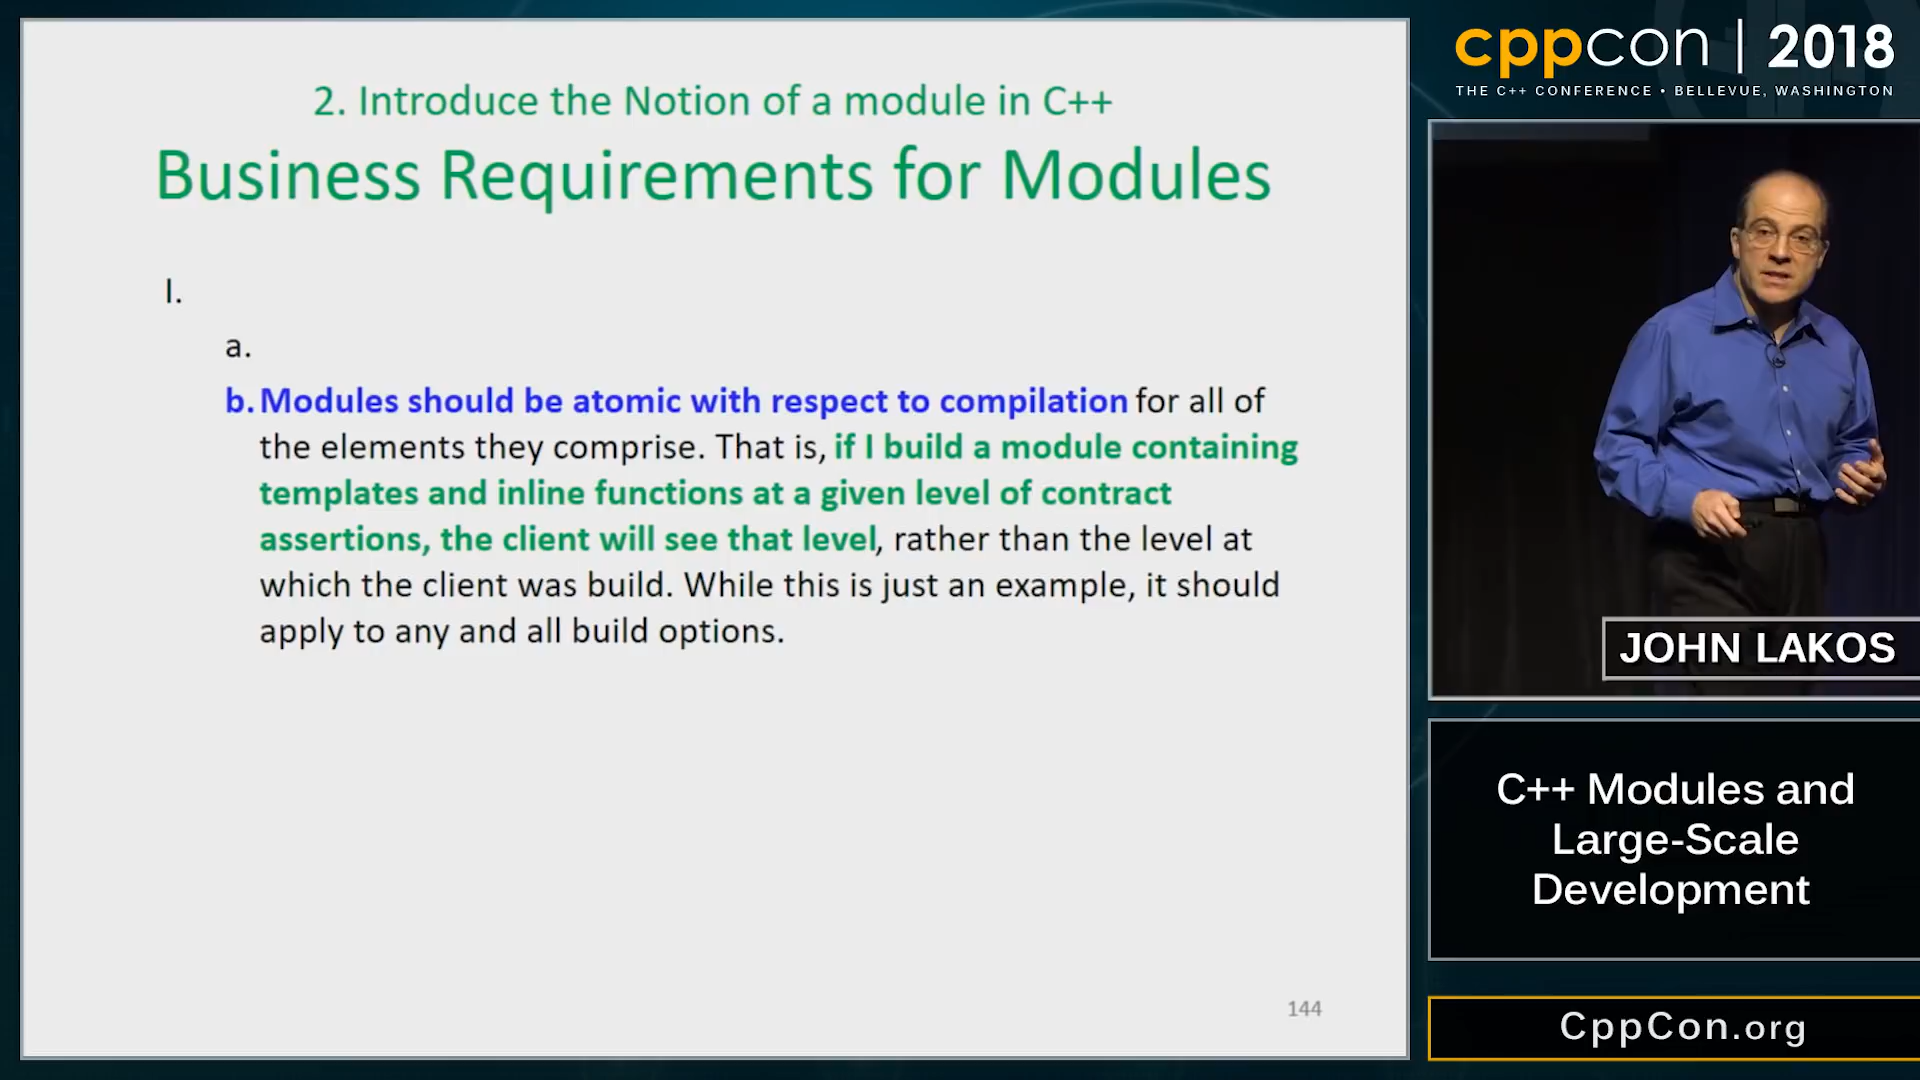 2. Introduce the Notion of a module in C++
Business Requirements for Modules
I.
a.
b. Modules should be atomic with respect to compilation for all of
the elements they comprise. That is, if I build a module containing
templates and inline functions at a given level of contract
assertions, the client will see that level, rather than the level at
which the client was build. While this is just an example, it should
apply to any and all build options.
144
cppcon | 2018
THE C++ CONFERENCE • BELLEVUE, WASHINGTON
JOHN LAKOS
C++ Modules and
Large-Scale
Development
CppCon.org